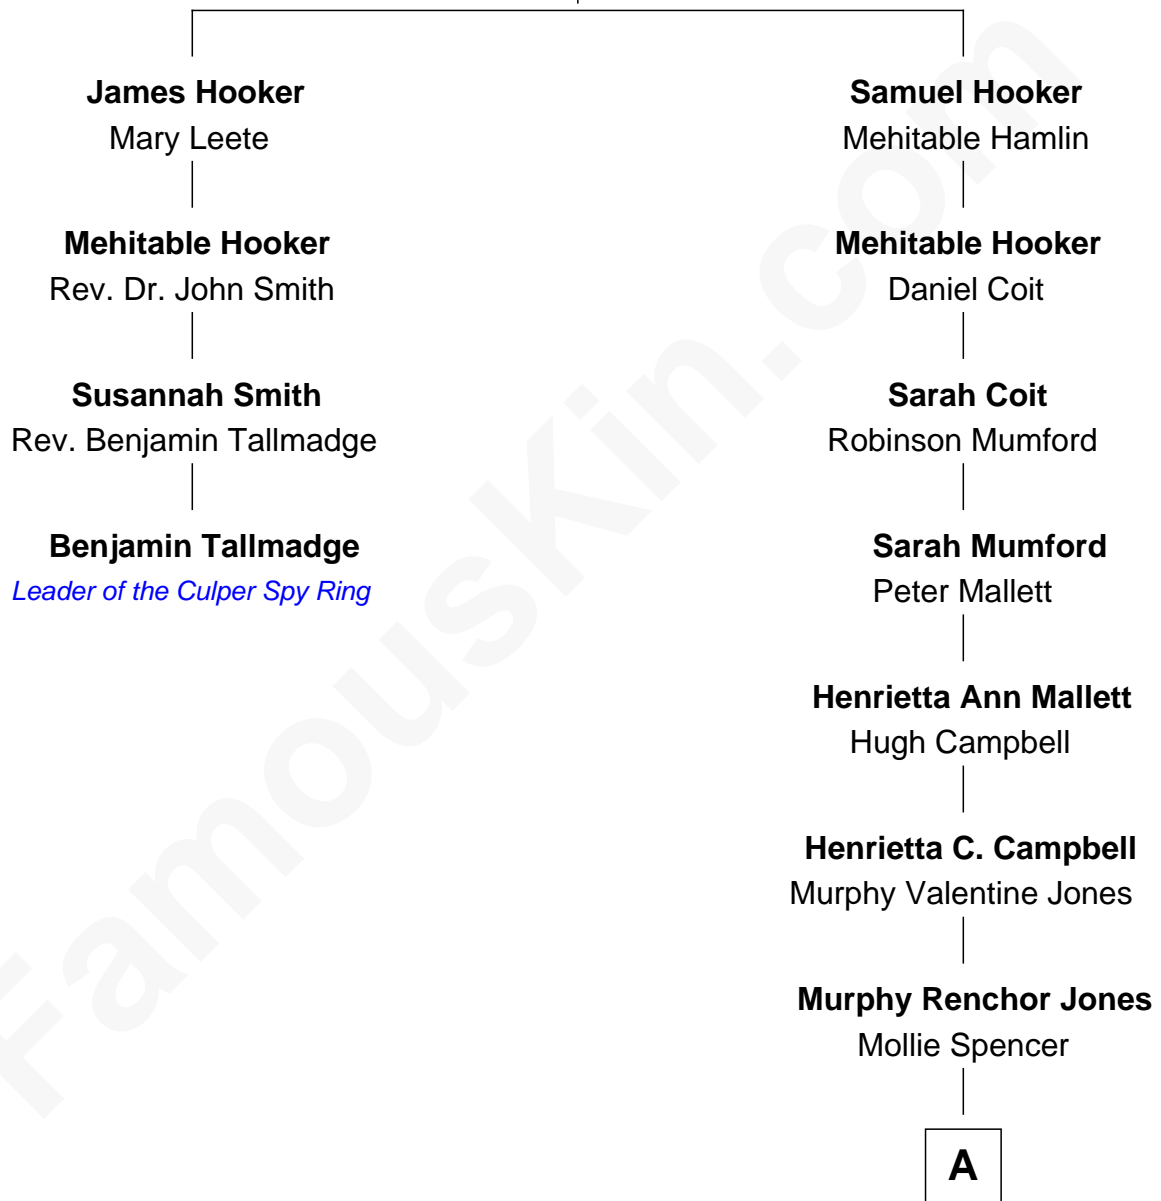 James Hooker
Mary Leete
Mehitable Hooker
Rev. Dr. John Smith
Susannah Smith
Rev. Benjamin Tallmadge
Benjamin Tallmadge
Leader of the Culper Spy Ring
Samuel Hooker
Mehitable Hamlin
Mehitable Hooker
Daniel Coit
Sarah Coit
Robinson Mumford
Sarah Mumford
Peter Mallett
Henrietta Ann Mallett
Hugh Campbell
Henrietta C. Campbell
Murphy Valentine Jones
Murphy Renchor Jones
Mollie Spencer
A
FamousKin.com